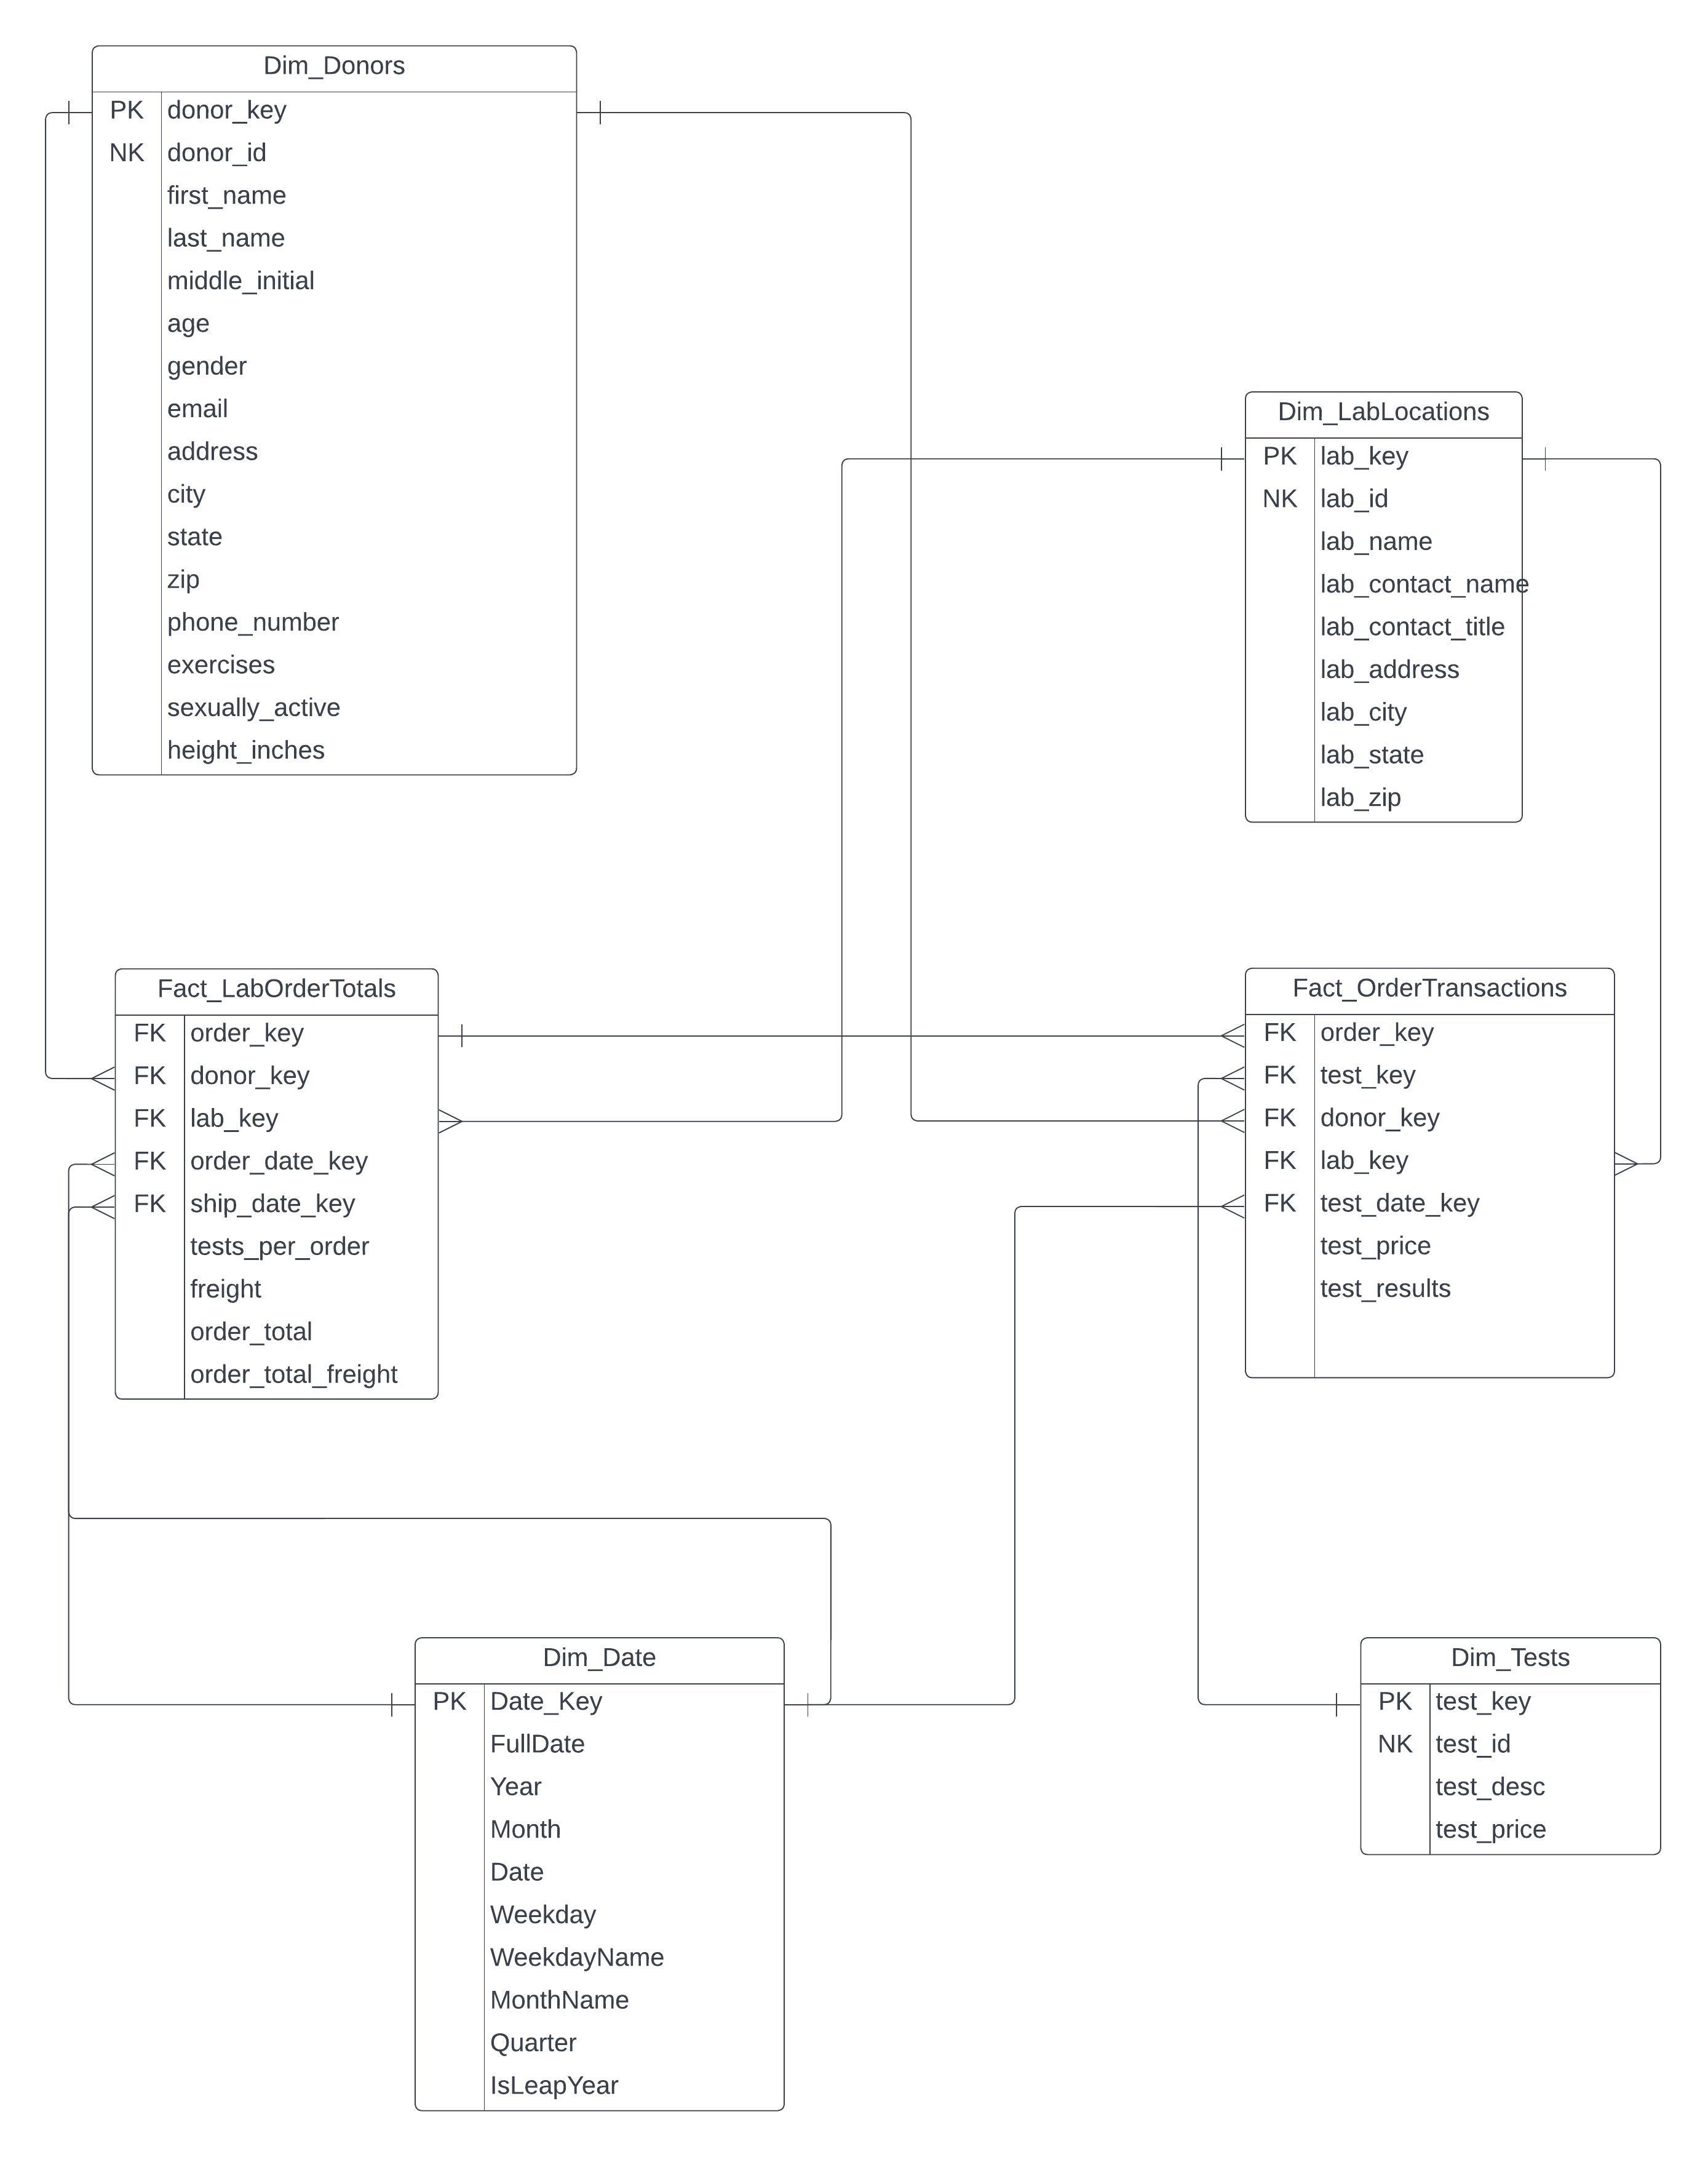 Dim_Donors
PK donor_key
NK donor_id
first_name
last_name
middle_initial
age
gender
email
address
city
state
zip
phone_number
exercises
sexually_active
height_inches
Dim_LabLocations
PK lab_key
NK lab_id
lab_name
lab_contact_name
lab_contact_title
lab_address
lab_city
lab_state
lab_zip
Fact_LabOrderTotals
FK order_key
FK donor_key
FK lab_key
FK order_date_key
FK ship_date_key
tests_per_order
freight
order_total
order_total_freight
Fact_OrderTransactions
FK order_key
FK test_key
FK donor_key
FK lab_key
FK test_date_key
test_price
test_results
Dim_Date
PK Date_Key
FullDate
Year
Month
Date
Weekday
WeekdayName
MonthName
Quarter
IsLeapYear
Dim_Tests
PK test_key
NK test_id
test_desc
test_price